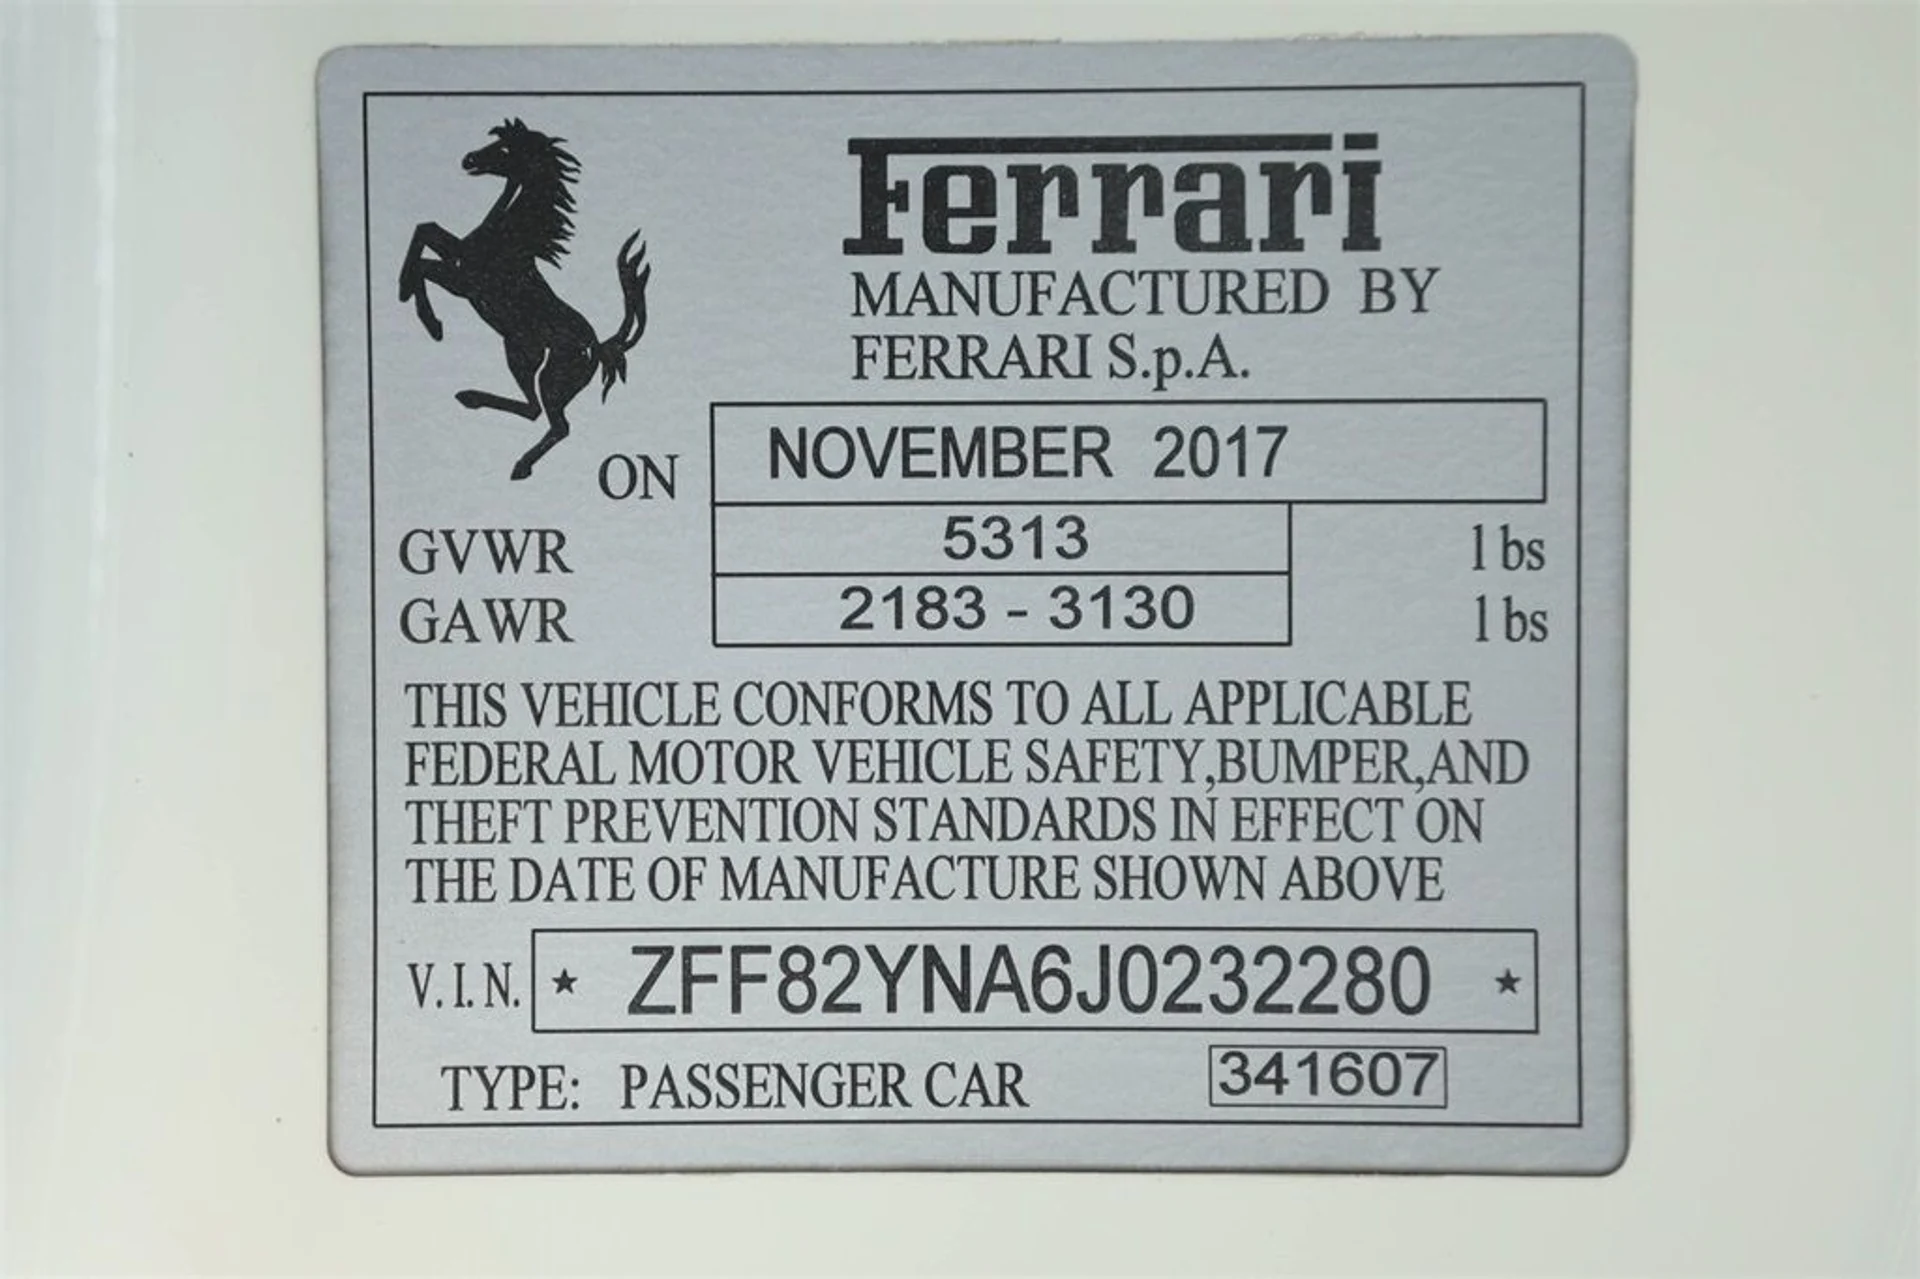 Ferrari
MANUFACTURED BY
FERRARI S.p.A.
ON NOVEMBER 2017
GVWR 5313 lbs
GAWR 2183 - 3130 lbs
THIS VEHICLE CONFORMS TO ALL APPLICABLE
FEDERAL MOTOR VEHICLE SAFETY,BUMPER,AND
THEFT PREVENTION STANDARDS IN EFFECT ON
THE DATE OF MANUFACTURE SHOWN ABOVE
V.I.N. ★ ZFF82YNA6J0232280 ★
TYPE: PASSENGER CAR 341607